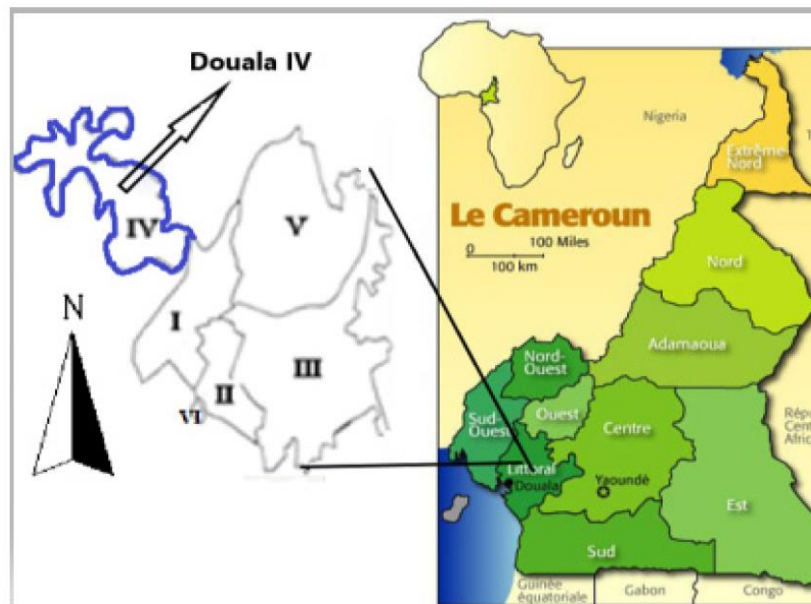 Douala IV
IV
V
I
II
III
VI
N
Nigeria
Extrême-
Nord
Le Cameroun
0
100 Miles
100 km
Nord
Adamaoua
Nord-
Ouest
Sud-
Ouest
Ouest
Centre
Littoral
Douala
Yaoundé
Est
Sud
Guinée
équatoriale
Gabon
Congo